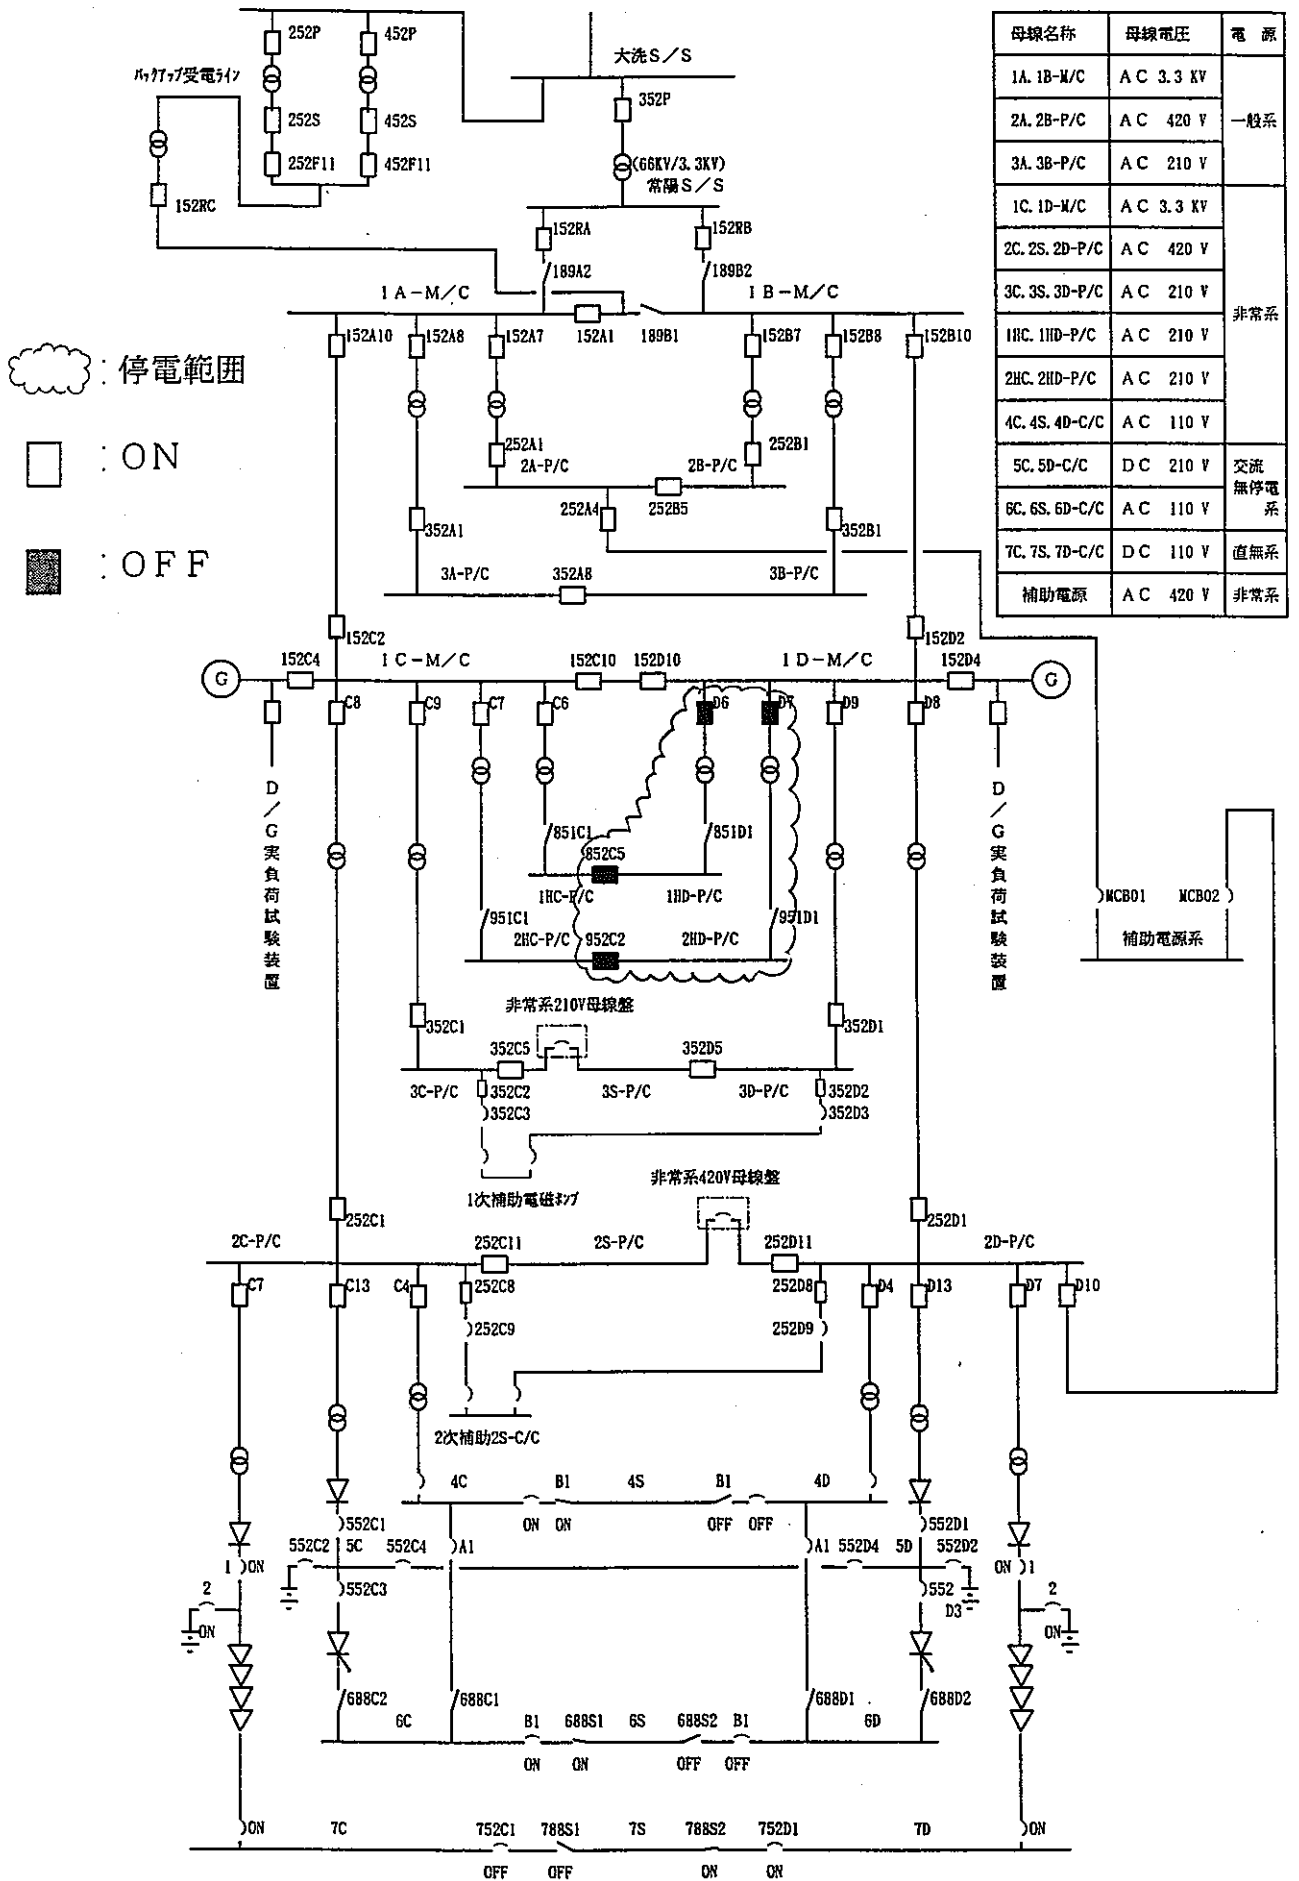 252P
452P
大洗S/S
バックアップ受電ライン
352P
252S
452S
252F11
452F11
(66KV/3.3KV)
常陽S/S
152RC
152RA
152RB
189A2
189B2
1A-M/C
1B-M/C
152A10
152A8
152A7
152A1
189B1
152B7
152B8
152B10
母線名称 母線電圧 電 源
1A.1B-M/C AC 3.3 KV
2A.2B-P/C AC 420 V 一般系
3A.3B-P/C AC 210 V
1C.1D-M/C AC 3.3 KV
2C.2S.2D-P/C AC 420 V
3C.3S.3D-P/C AC 210 V
非常系
1HC.1HD-P/C AC 210 V
2HC.2HD-P/C AC 210 V
4C.4S.4D-C/C AC 110 V
5C.5D-C/C DC 210 V 交流
無停電
系
6C.6S.6D-C/C AC 110 V
7C.7S.7D-C/C DC 110 V 直無系
補助電源 AC 420 V 非常系
:停電範囲
:ON
:OFF
252A1
252B1
2A-P/C
2B-P/C
252A4
252B5
352A1
352B1
3A-P/C
352A8
3B-P/C
152C2
152D2
152C4
1C-M/C
152C10
152D10
1D-M/C
152D4
G
G
C8
C9
C7
C6
D6
D7
D9
D8
D/G実負荷試験装置
D/G実負荷試験装置
851C1
851D1
852C5
1HC-P/C
1HD-P/C
951C1
951D1
2HC-P/C
952C2
2HD-P/C
MCB01
MCB02
補助電源系
非常系210V母線盤
352C1
352D1
352C5
352D5
3C-P/C
352C2
3S-P/C
3D-P/C
352D2
352C3
352D3
1次補助電磁ポンプ
非常系420V母線盤
252C1
252D1
2C-P/C
252C11
2S-P/C
252D11
2D-P/C
C7
C13
C4
252C8
252D8
D4
D13
D7
D10
252C9
252D9
2次補助2S-C/C
4C
B1
4S
B1
4D
ON
ON
OFF
OFF
552C1
552D1
552C2
5C
552C4
A1
A1
552D4
5D
552D2
1
ON
ON
1
552C3
552
D3
2
ON
2
ON
688C2
688C1
688D1
688D2
6C
B1
688S1
6S
688S2
B1
6D
ON
ON
OFF
OFF
ON
7C
752C1
788S1
7S
788S2
752D1
7D
ON
OFF
OFF
ON
ON